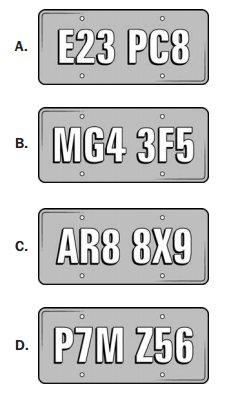 A. E23 PC8
B. MG4 3F5
C. AR8 8X9
D. P7M Z56